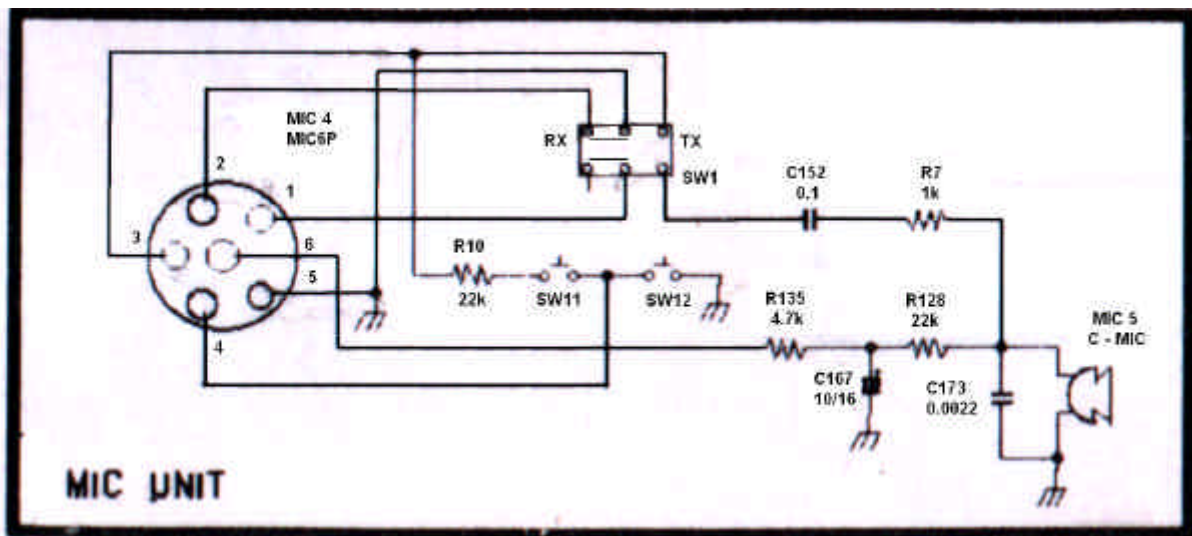 MIC 4
MIC6P
2
1
3
6
5
4
RX
TX
SW1
C152
0.1
R7
1k
R10
22k
SW11
SW12
R135
4.7k
R128
22k
MIC 5
C - MIC
C167
10/16
C173
0.0022
MIC UNIT